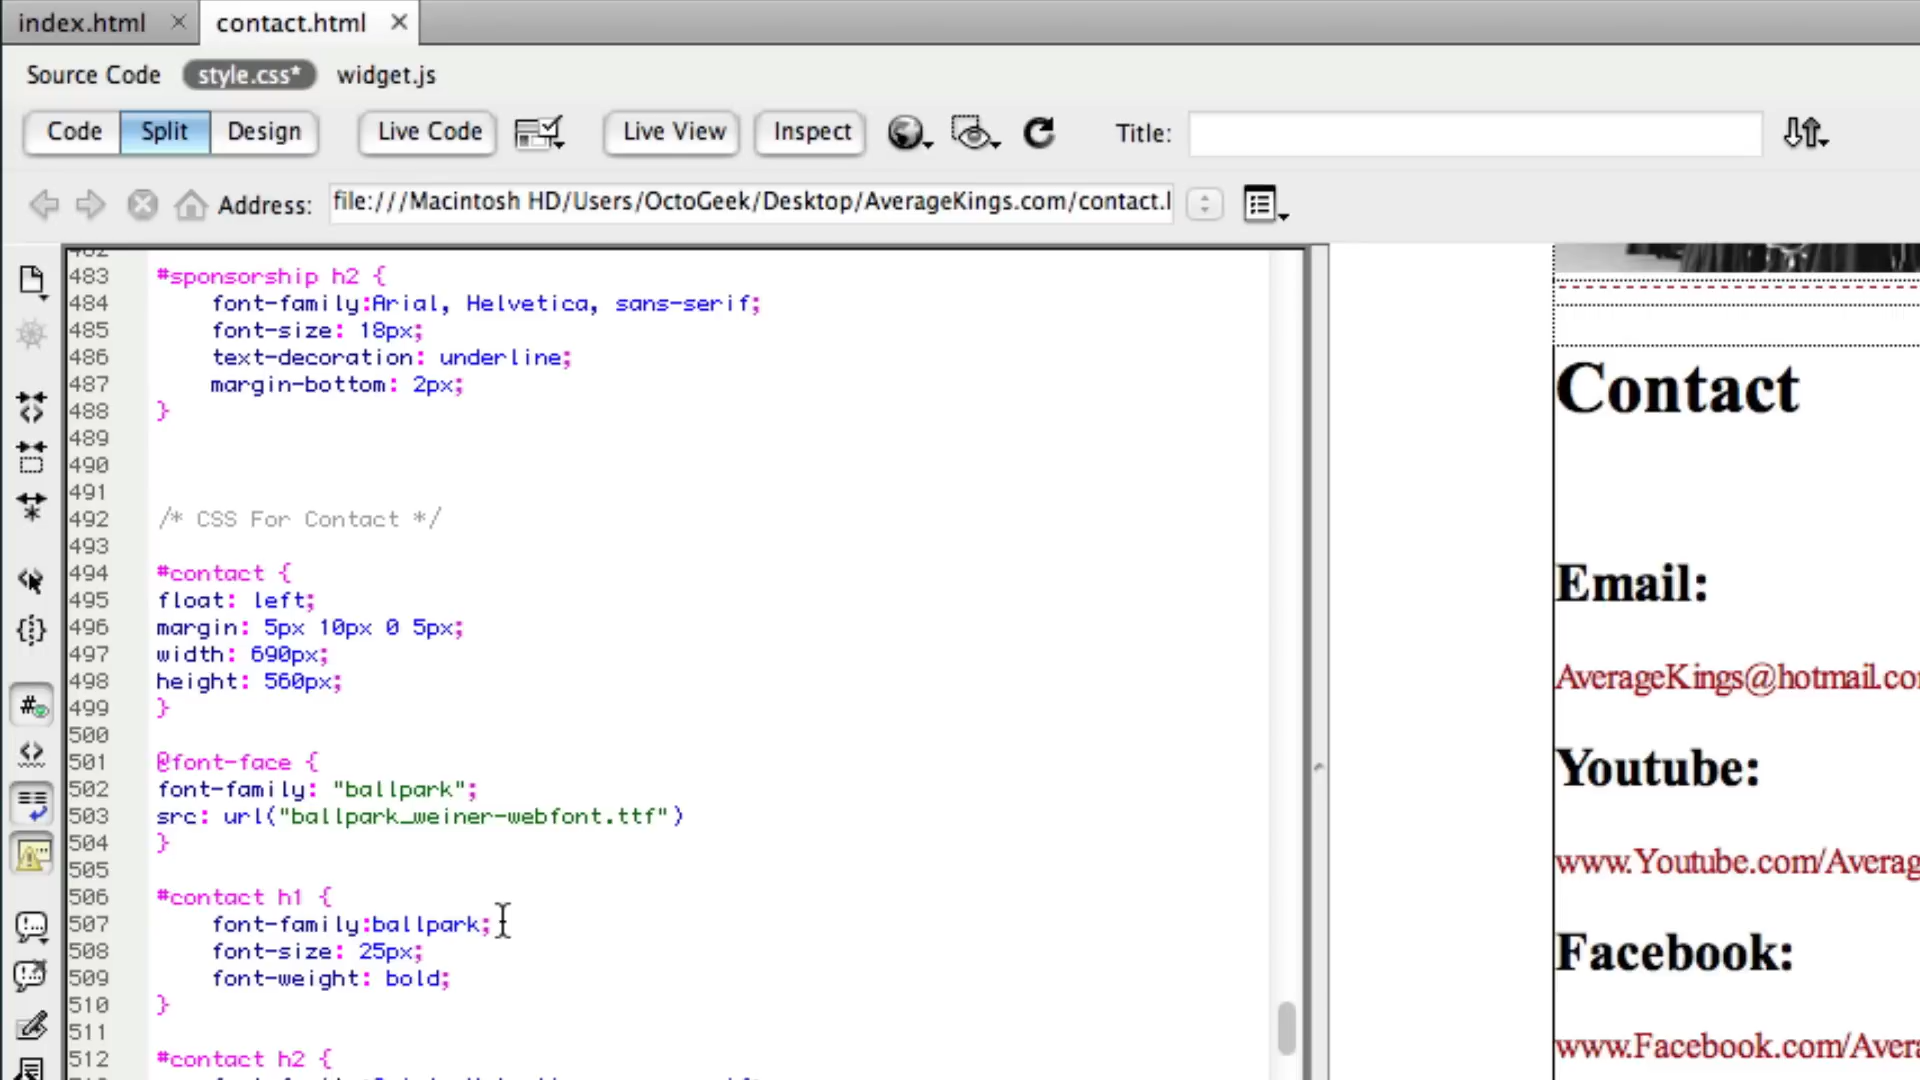 index.html
contact.html
Source Code style.css* widget.js
Code Split Design Live Code Live View Inspect Title:
Address: file:///Macintosh HD/Users/OctoGeek/Desktop/AverageKings.com/contact.
483 #sponsorship h2 {
484 font-family:Arial, Helvetica, sans-serif;
485 font-size: 18px;
486 text-decoration: underline;
487 margin-bottom: 2px;
488 }
489
490
491
492 /* CSS For Contact */
493
494 #contact {
495 float: left;
496 margin: 5px 10px 0 5px;
497 width: 690px;
498 height: 560px;
499 }
500
501 @font-face {
502 font-family: "ballpark";
503 src: url("ballpark_weiner-webfont.ttf")
504 }
505
506 #contact h1 {
507 font-family:ballpark;
508 font-size: 25px;
509 font-weight: bold;
510 }
511
512 #contact h2 {
Contact
Email:
AverageKings@hotmail.co
Youtube:
www.Youtube.com/Averag
Facebook:
www.Facebook.com/Avera